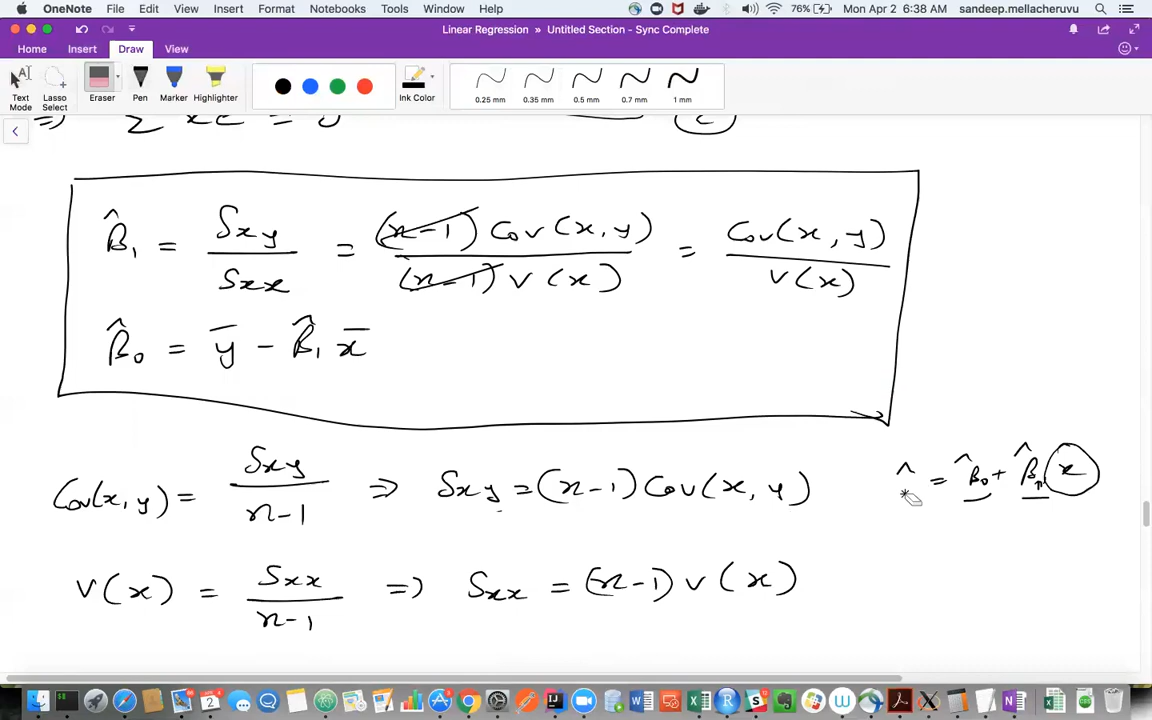 OneNote File Edit View Insert Format Notebooks Tools Window Help 76% Mon Apr 2 6:38 AM sandeep.mellacheruvu
Linear Regression » Untitled Section - Sync Complete
Home Insert Draw View
Text Mode Lasso Select Eraser Pen Marker Highlighter Ink Color 0.25 mm 0.35 mm 0.5 mm 0.7 mm 1 mm
β̂₁ = Sxy / Sxx = (n-1) Cov(x, y) / (n-1) V(x) = Cov(x, y) / V(x)
β̂₀ = ȳ - β̂₁ x̄
Cov(x, y) = Sxy / n-1 ⇒ Sxy = (n-1) Cov(x, y)
^ = β̂₀ + β̂₁ x
V(x) = Sxx / n-1 ⇒ Sxx = (n-1) V(x)